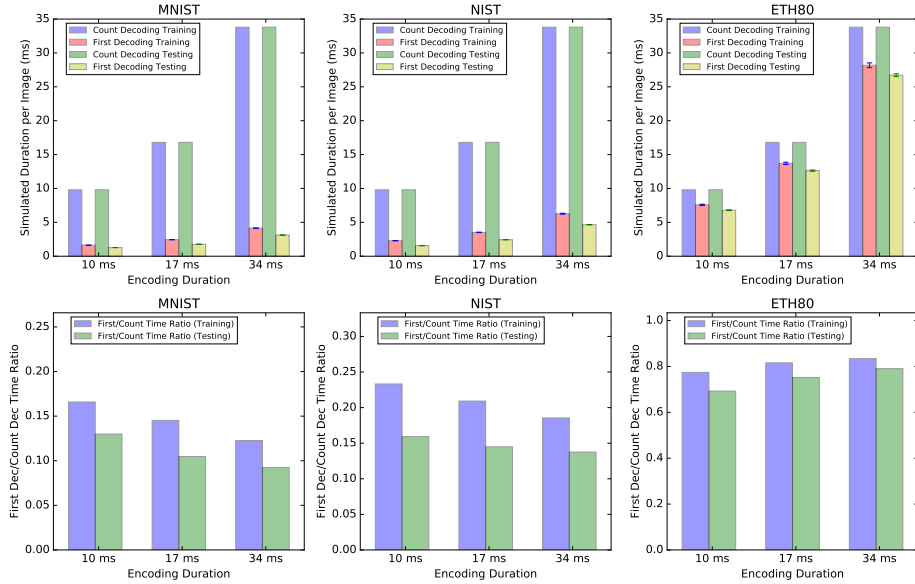 MNIST
35
30
25
20
15
10
5
0
Simulated Duration per Image (ms)
Count Decoding Training
First Decoding Training
Count Decoding Testing
First Decoding Testing
10 ms
17 ms
34 ms
Encoding Duration
NIST
35
30
25
20
15
10
5
0
Simulated Duration per Image (ms)
Count Decoding Training
First Decoding Training
Count Decoding Testing
First Decoding Testing
10 ms
17 ms
34 ms
Encoding Duration
ETH80
35
30
25
20
15
10
5
0
Simulated Duration per Image (ms)
Count Decoding Training
First Decoding Training
Count Decoding Testing
First Decoding Testing
10 ms
17 ms
34 ms
Encoding Duration
MNIST
0.25
0.20
0.15
0.10
0.05
0.00
First Dec/Count Dec Time Ratio
First/Count Time Ratio (Training)
First/Count Time Ratio (Testing)
10 ms
17 ms
34 ms
Encoding Duration
NIST
0.30
0.25
0.20
0.15
0.10
0.05
0.00
First Dec/Count Dec Time Ratio
First/Count Time Ratio (Training)
First/Count Time Ratio (Testing)
10 ms
17 ms
34 ms
Encoding Duration
ETH80
1.0
0.8
0.6
0.4
0.2
0.0
First Dec/Count Dec Time Ratio
First/Count Time Ratio (Training)
First/Count Time Ratio (Testing)
10 ms
17 ms
34 ms
Encoding Duration